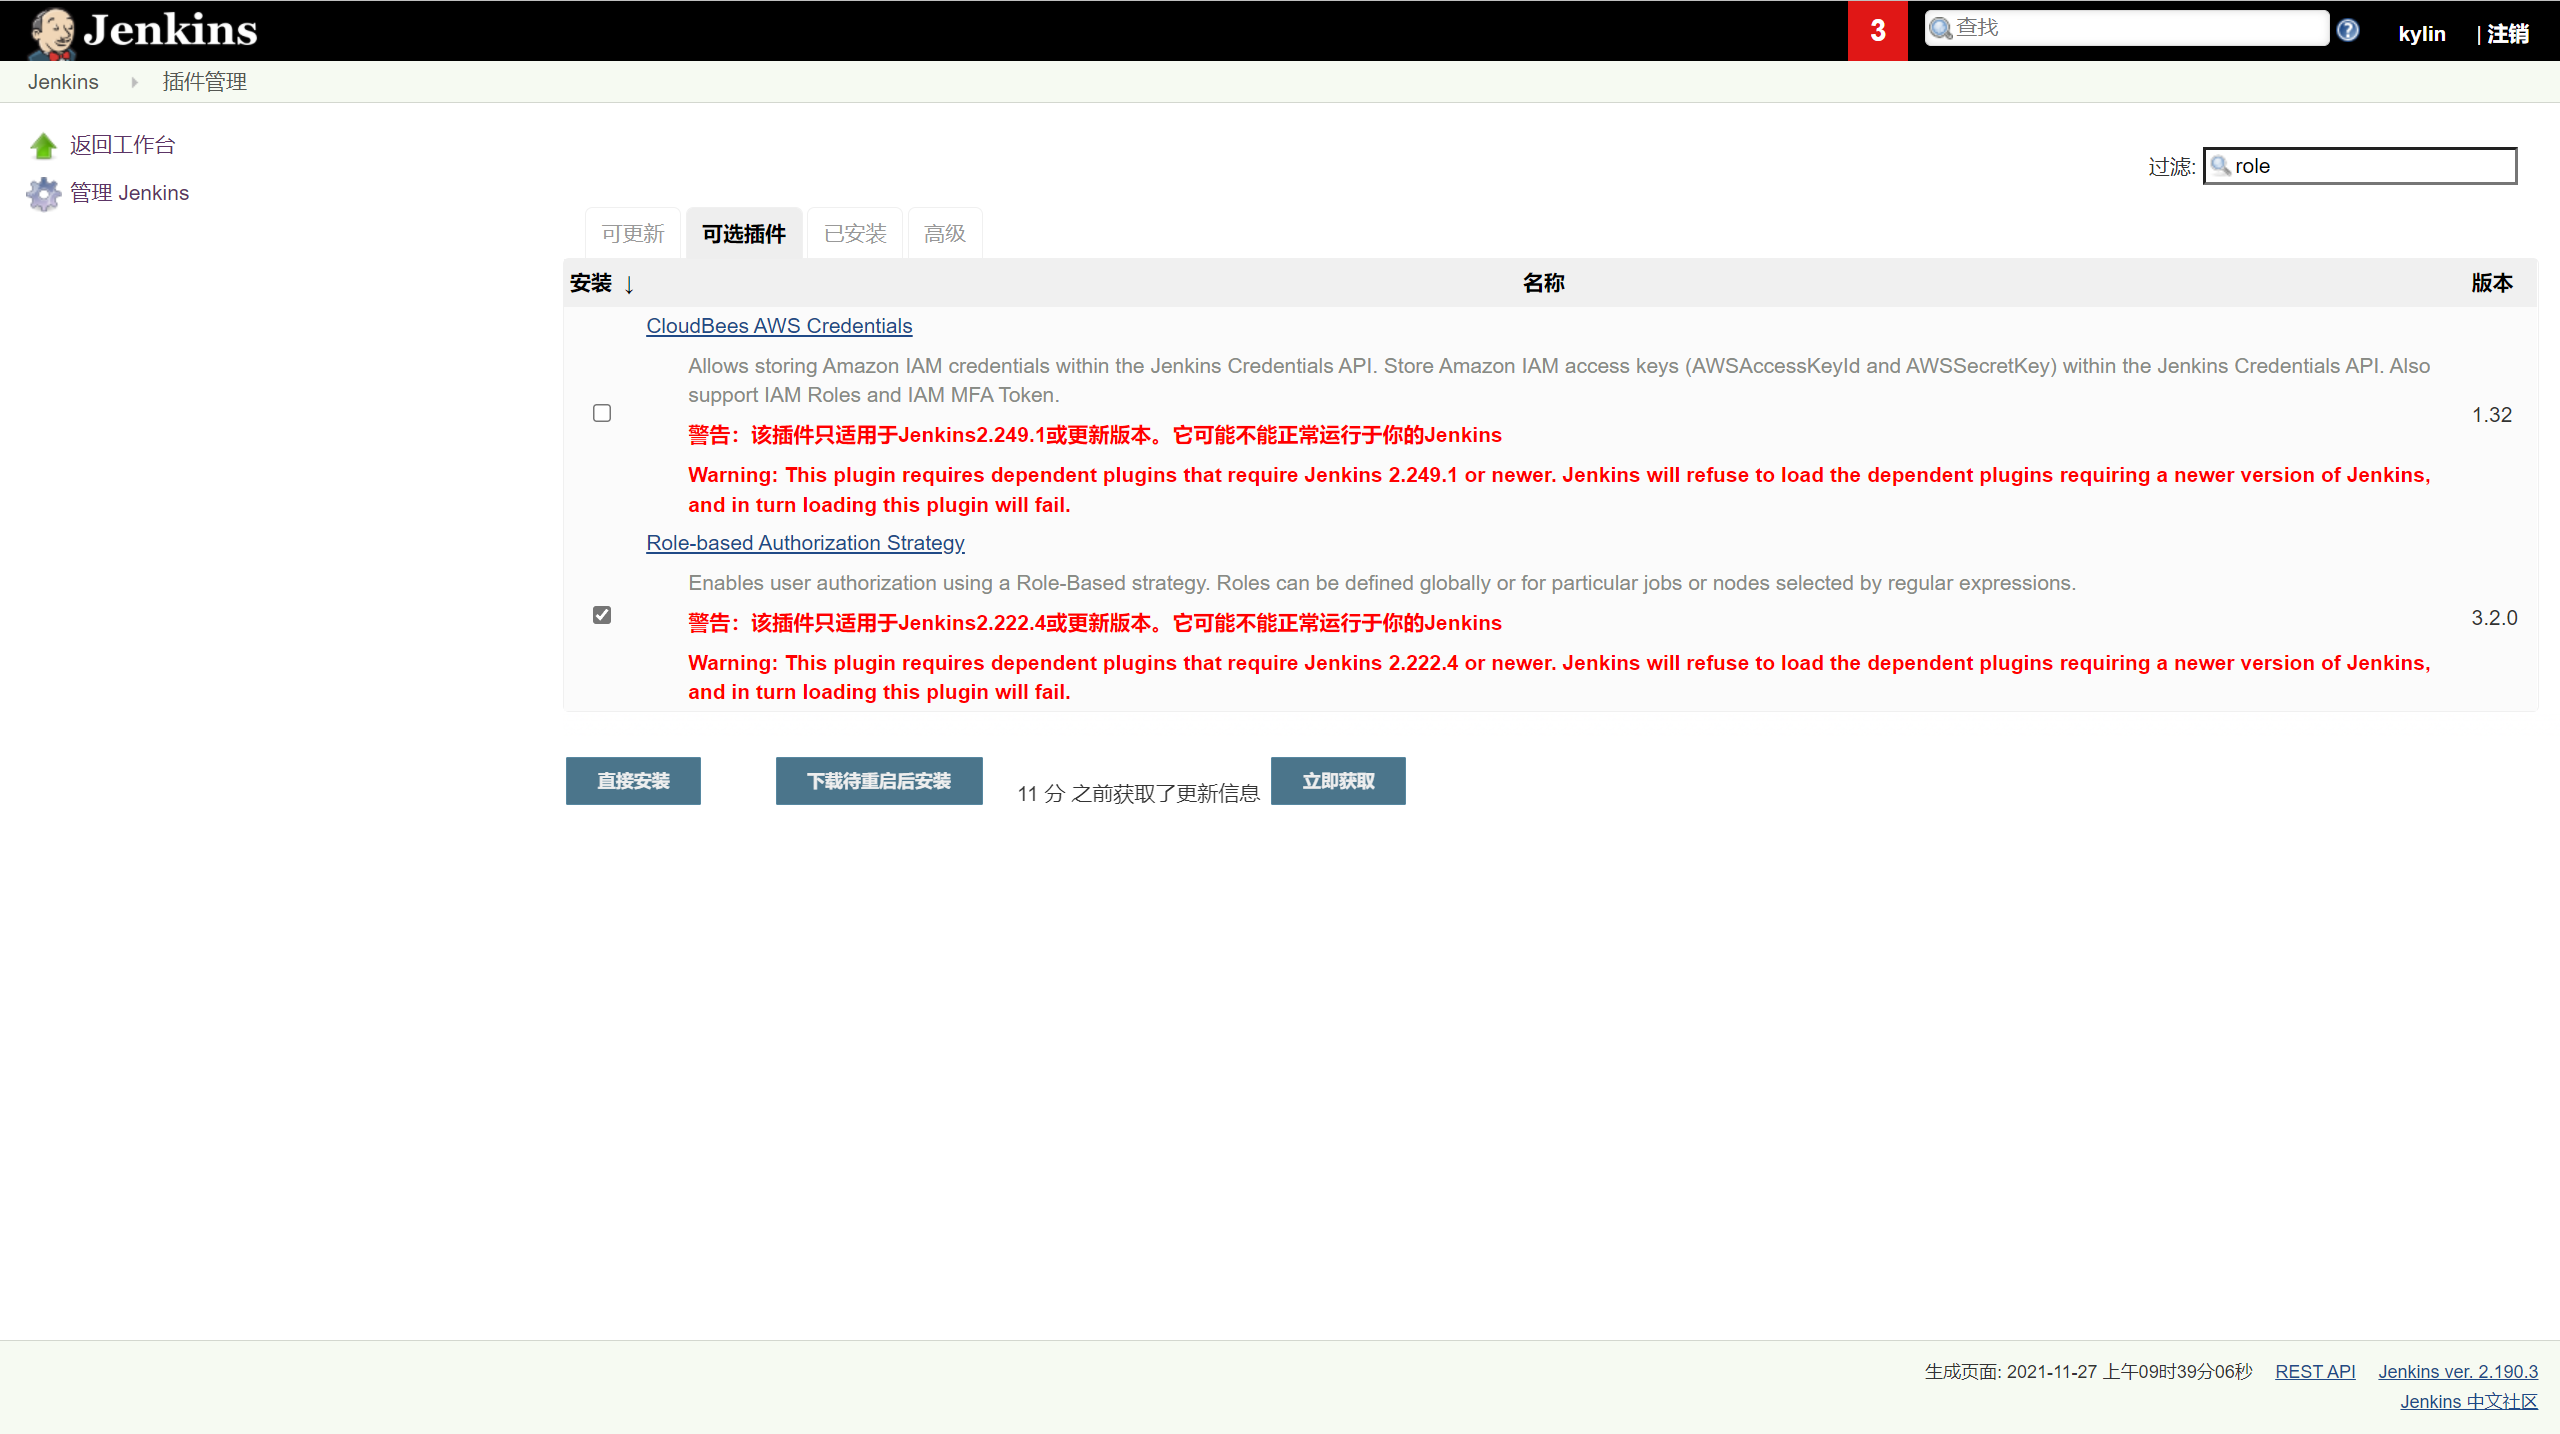 Jenkins
3
查找
kylin
| 注销
Jenkins
插件管理
返回工作台
管理 Jenkins
过滤:
role
可更新
可选插件
已安装
高级
安装 ↓
名称
版本
CloudBees AWS Credentials
Allows storing Amazon IAM credentials within the Jenkins Credentials API. Store Amazon IAM access keys (AWSAccessKeyId and AWSSecretKey) within the Jenkins Credentials API. Also
support IAM Roles and IAM MFA Token.
警告：该插件只适用于Jenkins2.249.1或更新版本。它可能不能正常运行于你的Jenkins
Warning: This plugin requires dependent plugins that require Jenkins 2.249.1 or newer. Jenkins will refuse to load the dependent plugins requiring a newer version of Jenkins,
and in turn loading this plugin will fail.
1.32
Role-based Authorization Strategy
Enables user authorization using a Role-Based strategy. Roles can be defined globally or for particular jobs or nodes selected by regular expressions.
警告：该插件只适用于Jenkins2.222.4或更新版本。它可能不能正常运行于你的Jenkins
Warning: This plugin requires dependent plugins that require Jenkins 2.222.4 or newer. Jenkins will refuse to load the dependent plugins requiring a newer version of Jenkins,
and in turn loading this plugin will fail.
3.2.0
直接安装
下载待重启后安装
11 分 之前获取了更新信息
立即获取
生成页面: 2021-11-27 上午09时39分06秒
REST API
Jenkins ver. 2.190.3
Jenkins 中文社区